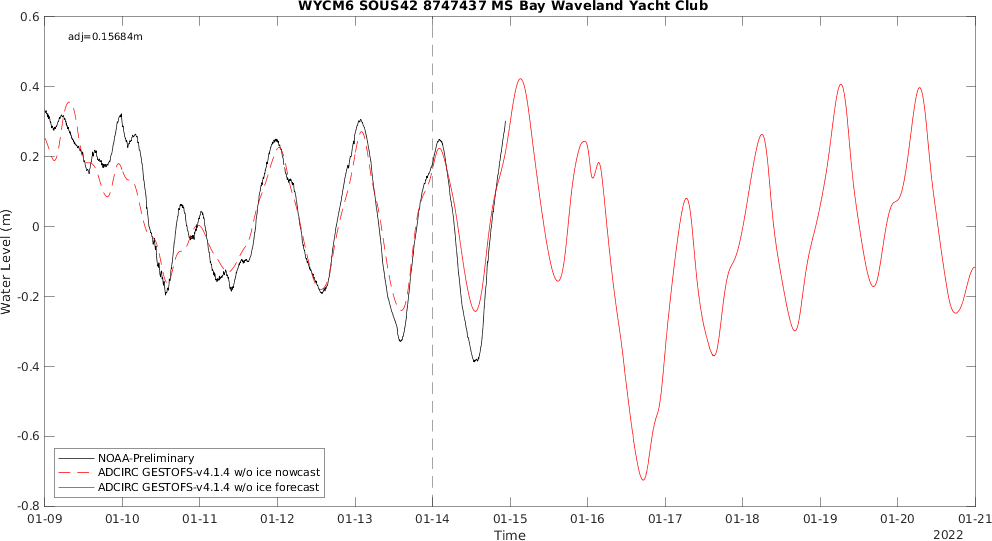 WYCM6 SOUS42 8747437 MS Bay Waveland Yacht Club
adj=0.15684m
0.6
0.4
0.2
0
-0.2
-0.4
-0.6
-0.8
Water Level (m)
NOAA-Preliminary
ADCIRC GESTOFS-v4.1.4 w/o ice nowcast
ADCIRC GESTOFS-v4.1.4 w/o ice forecast
01-09 01-10 01-11 01-12 01-13 01-14 01-15 01-16 01-17 01-18 01-19 01-20 01-21
Time
2022